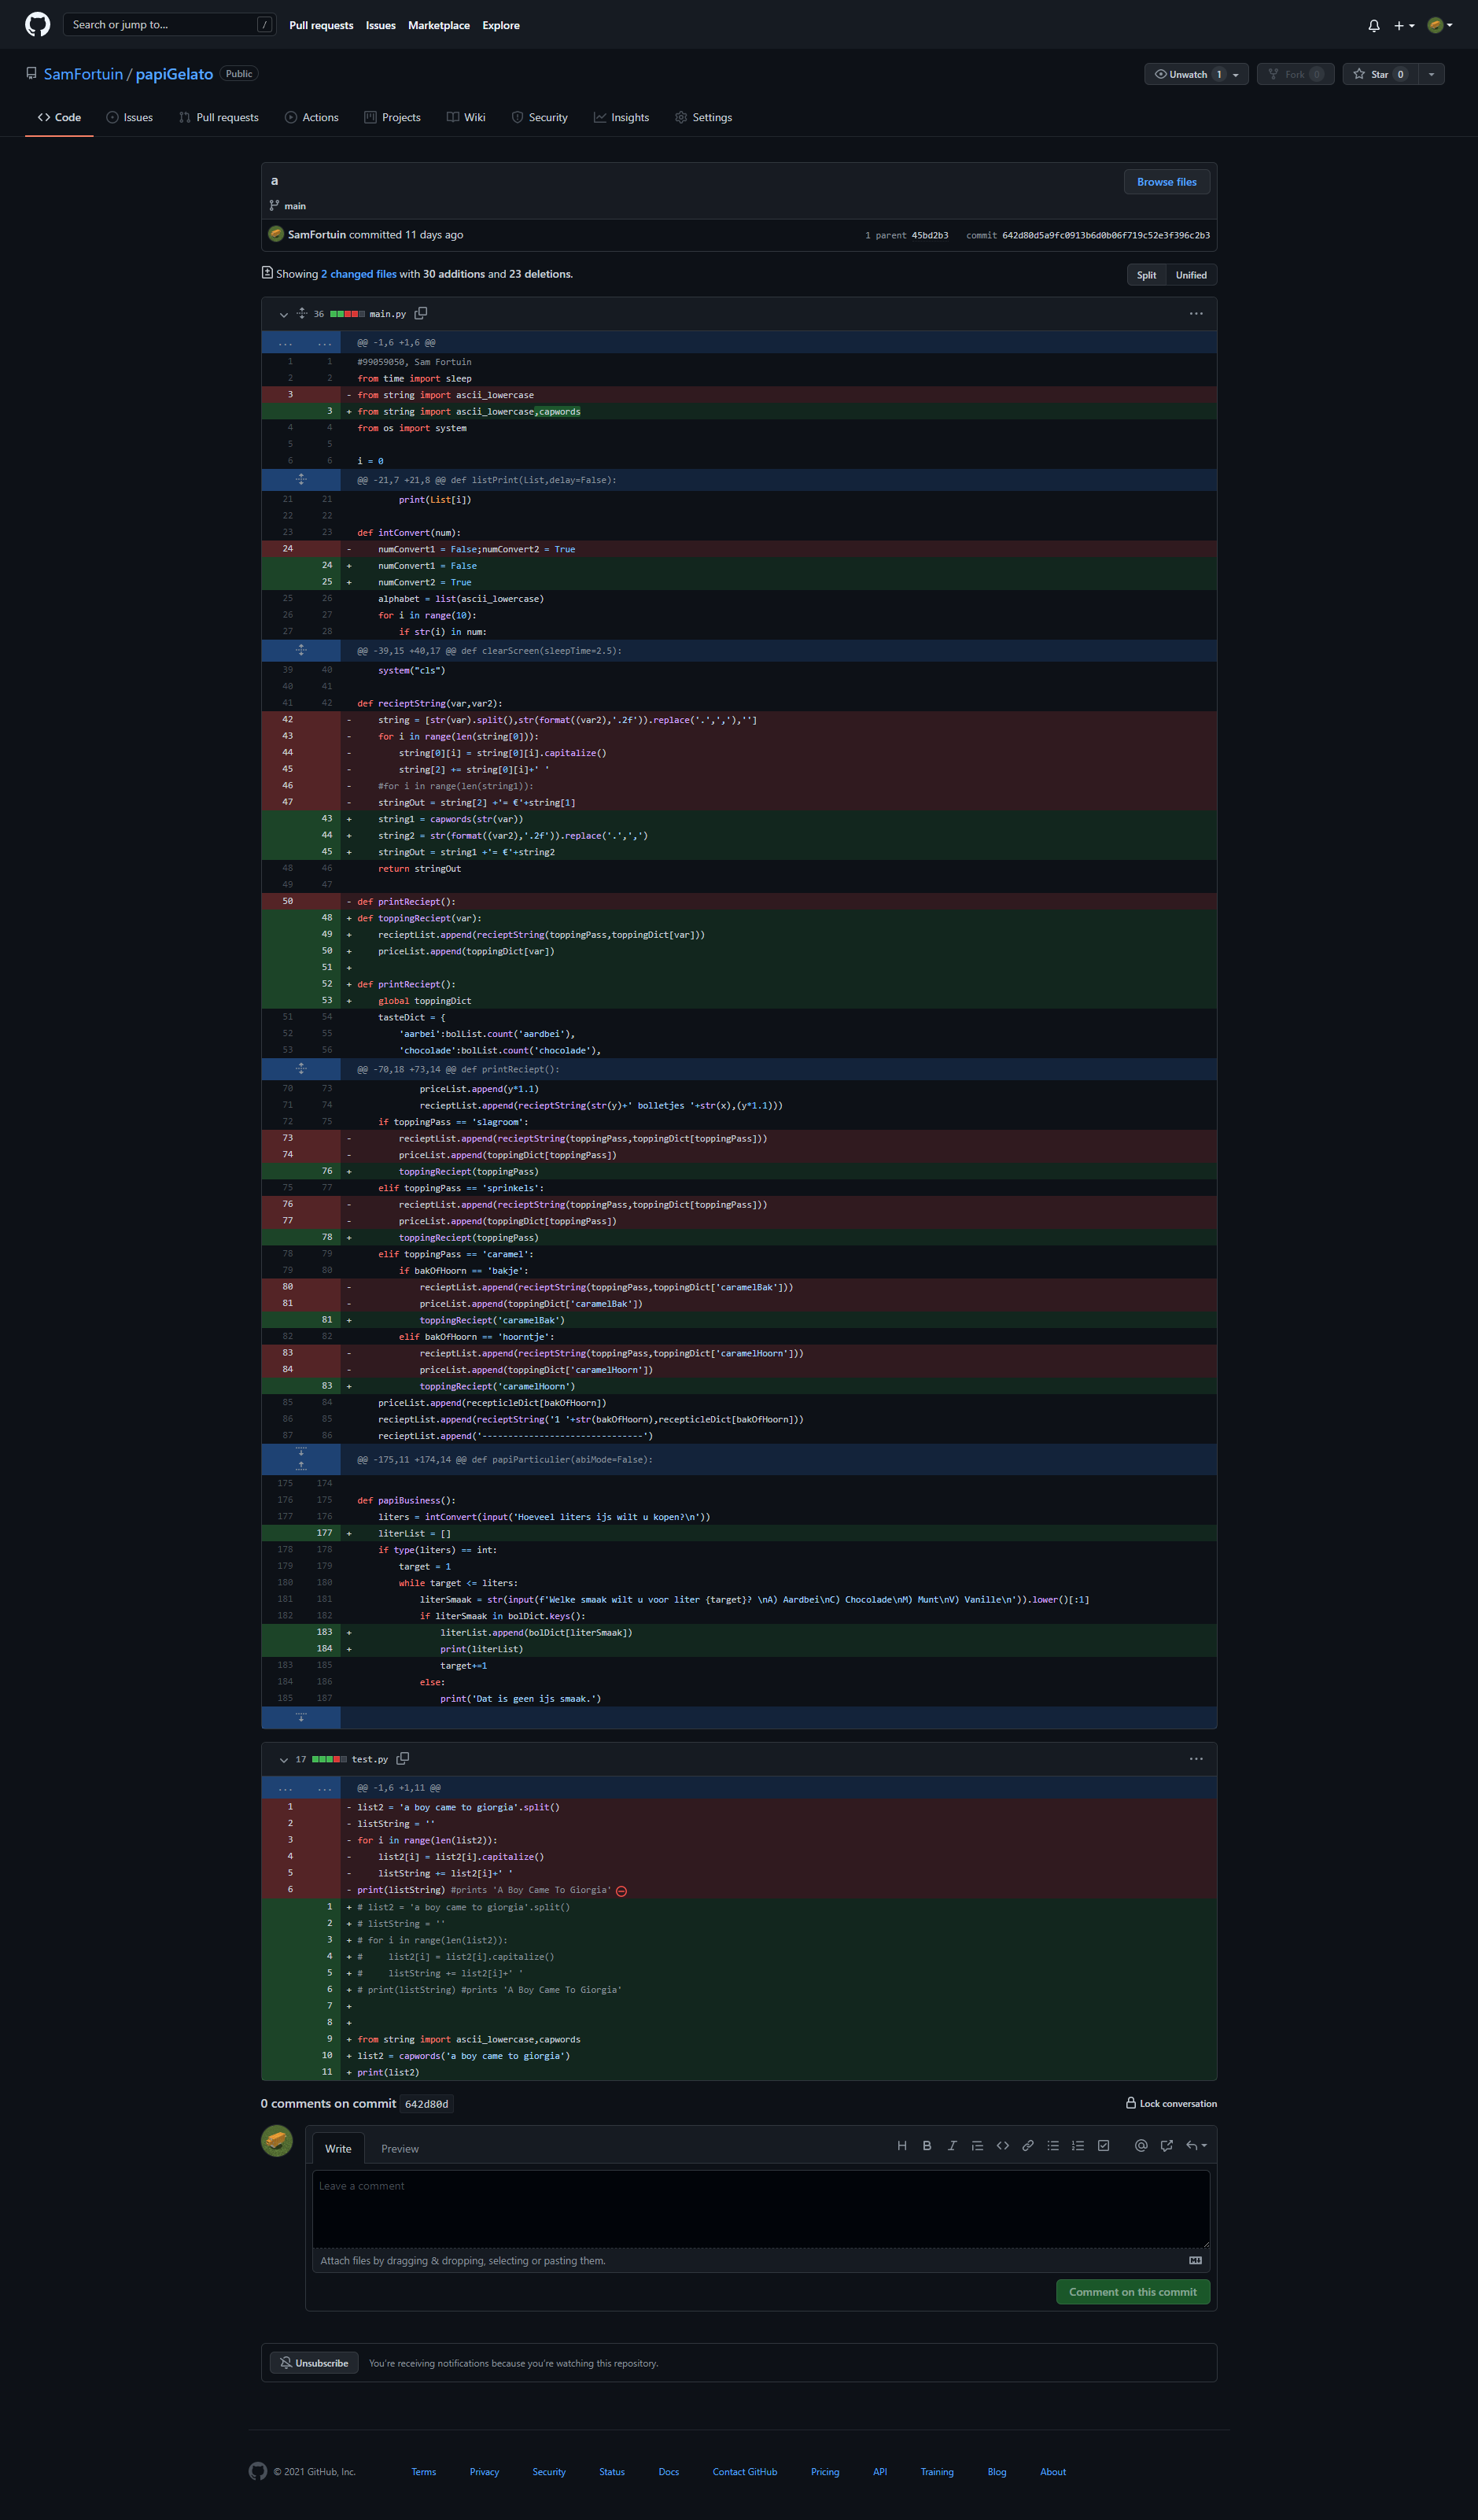 Search or jump to... /
Pull requests Issues Marketplace Explore
SamFortuin / papiGelato Public
Unwatch 1 Fork 0 Star 0
Code Issues Pull requests Actions Projects Wiki Security Insights Settings
a
Browse files
main
SamFortuin committed 11 days ago
1 parent 45bd2b3 commit 642d80d5a9fc0913b6d0b06f719c52e3f396c2b3
Showing 2 changed files with 30 additions and 23 deletions.
Split Unified
36 main.py
... ... @@ -1,6 +1,6 @@
1 1 #99059050, Sam Fortuin
2 2 from time import sleep
3 - from string import ascii_lowercase
3 + from string import ascii_lowercase,capwords
4 4 from os import system
5 5
6 6 i = 0
@@ -21,7 +21,8 @@ def listPrint(List,delay=False):
21 21 print(List[i])
22 22
23 23 def intConvert(num):
24 - numConvert1 = False;numConvert2 = True
24 + numConvert1 = False
25 + numConvert2 = True
25 26 alphabet = list(ascii_lowercase)
26 27 for i in range(10):
27 28 if str(i) in num:
@@ -39,15 +40,17 @@ def clearScreen(sleepTime=2.5):
39 40 system("cls")
40 41
41 42 def recieptString(var,var2):
42 - string = [str(var).split(),str(format((var2),'.2f')).replace('.',','),'']
43 - for i in range(len(string[0])):
44 - string[0][i] = string[0][i].capitalize()
45 - string[2] += string[0][i]+' '
46 - #for i in range(len(string1)):
47 - stringOut = string[2] +'= €'+string[1]
43 + string1 = capwords(str(var))
44 + string2 = str(format((var2),'.2f')).replace('.',',')
45 + stringOut = string1 +'= €'+string2
48 46 return stringOut
49 47
50 - def printReciept():
48 + def toppingReciept(var):
49 + recieptList.append(recieptString(toppingPass,toppingDict[var]))
50 + priceList.append(toppingDict[var])
51 +
52 + def printReciept():
53 + global toppingDict
51 54 tasteDict = {
52 55 'aarbei':bolList.count('aardbei'),
53 56 'chocolade':bolList.count('chocolade'),
@@ -70,18 +73,14 @@ def printReciept():
70 73 priceList.append(y*1.1)
71 74 recieptList.append(recieptString(str(y)+' bolletjes '+str(x),(y*1.1)))
72 75 if toppingPass == 'slagroom':
73 - recieptList.append(recieptString(toppingPass,toppingDict[toppingPass]))
74 - priceList.append(toppingDict[toppingPass])
76 + toppingReciept(toppingPass)
75 77 elif toppingPass == 'sprinkels':
76 - recieptList.append(recieptString(toppingPass,toppingDict[toppingPass]))
77 - priceList.append(toppingDict[toppingPass])
78 + toppingReciept(toppingPass)
78 79 elif toppingPass == 'caramel':
79 80 if bakOfHoorn == 'bakje':
80 - recieptList.append(recieptString(toppingPass,toppingDict['caramelBak']))
81 - priceList.append(toppingDict['caramelBak'])
81 + toppingReciept('caramelBak')
82 82 elif bakOfHoorn == 'hoorntje':
83 - recieptList.append(recieptString(toppingPass,toppingDict['caramelHoorn']))
84 - priceList.append(toppingDict['caramelHoorn'])
83 + toppingReciept('caramelHoorn')
85 84 priceList.append(recepticleDict[bakOfHoorn])
86 85 recieptList.append(recieptString('1 '+str(bakOfHoorn),recepticleDict[bakOfHoorn]))
87 86 recieptList.append('-------------------------------')
@@ -175,11 +174,14 @@ def papiParticulier(abiMode=False):
175 174
176 175 def papiBusiness():
177 176 liters = intConvert(input('Hoeveel liters ijs wilt u kopen?\n'))
177 + literList = []
178 178 if type(liters) == int:
179 179 target = 1
180 180 while target <= liters:
181 181 literSmaak = str(input(f'Welke smaak wilt u voor liter {target}? \nA) Aardbei\nC) Chocolade\nM) Munt\nV) Vanille\n')).lower()[:1]
182 182 if literSmaak in bolDict.keys():
183 + literList.append(bolDict[literSmaak])
184 + print(literList)
183 185 target+=1
184 186 else:
185 187 print('Dat is geen ijs smaak.')
17 test.py
... ... @@ -1,6 +1,11 @@
1 - list2 = 'a boy came to giorgia'.split()
2 - listString = ''
3 - for i in range(len(list2)):
4 - list2[i] = list2[i].capitalize()
5 - listString += list2[i]+' '
6 - print(listString) #prints 'A Boy Came To Giorgia'
1 + # list2 = 'a boy came to giorgia'.split()
2 + # listString = ''
3 + # for i in range(len(list2)):
4 + # list2[i] = list2[i].capitalize()
5 + # listString += list2[i]+' '
6 + # print(listString) #prints 'A Boy Came To Giorgia'
7 +
8 +
9 + from string import ascii_lowercase,capwords
10 + list2 = capwords('a boy came to giorgia')
11 + print(list2)
0 comments on commit 642d80d
Lock conversation
Write Preview
Leave a comment
Attach files by dragging & dropping, selecting or pasting them.
Comment on this commit
Unsubscribe You're receiving notifications because you're watching this repository.
© 2021 GitHub, Inc. Terms Privacy Security Status Docs Contact GitHub Pricing API Training Blog About